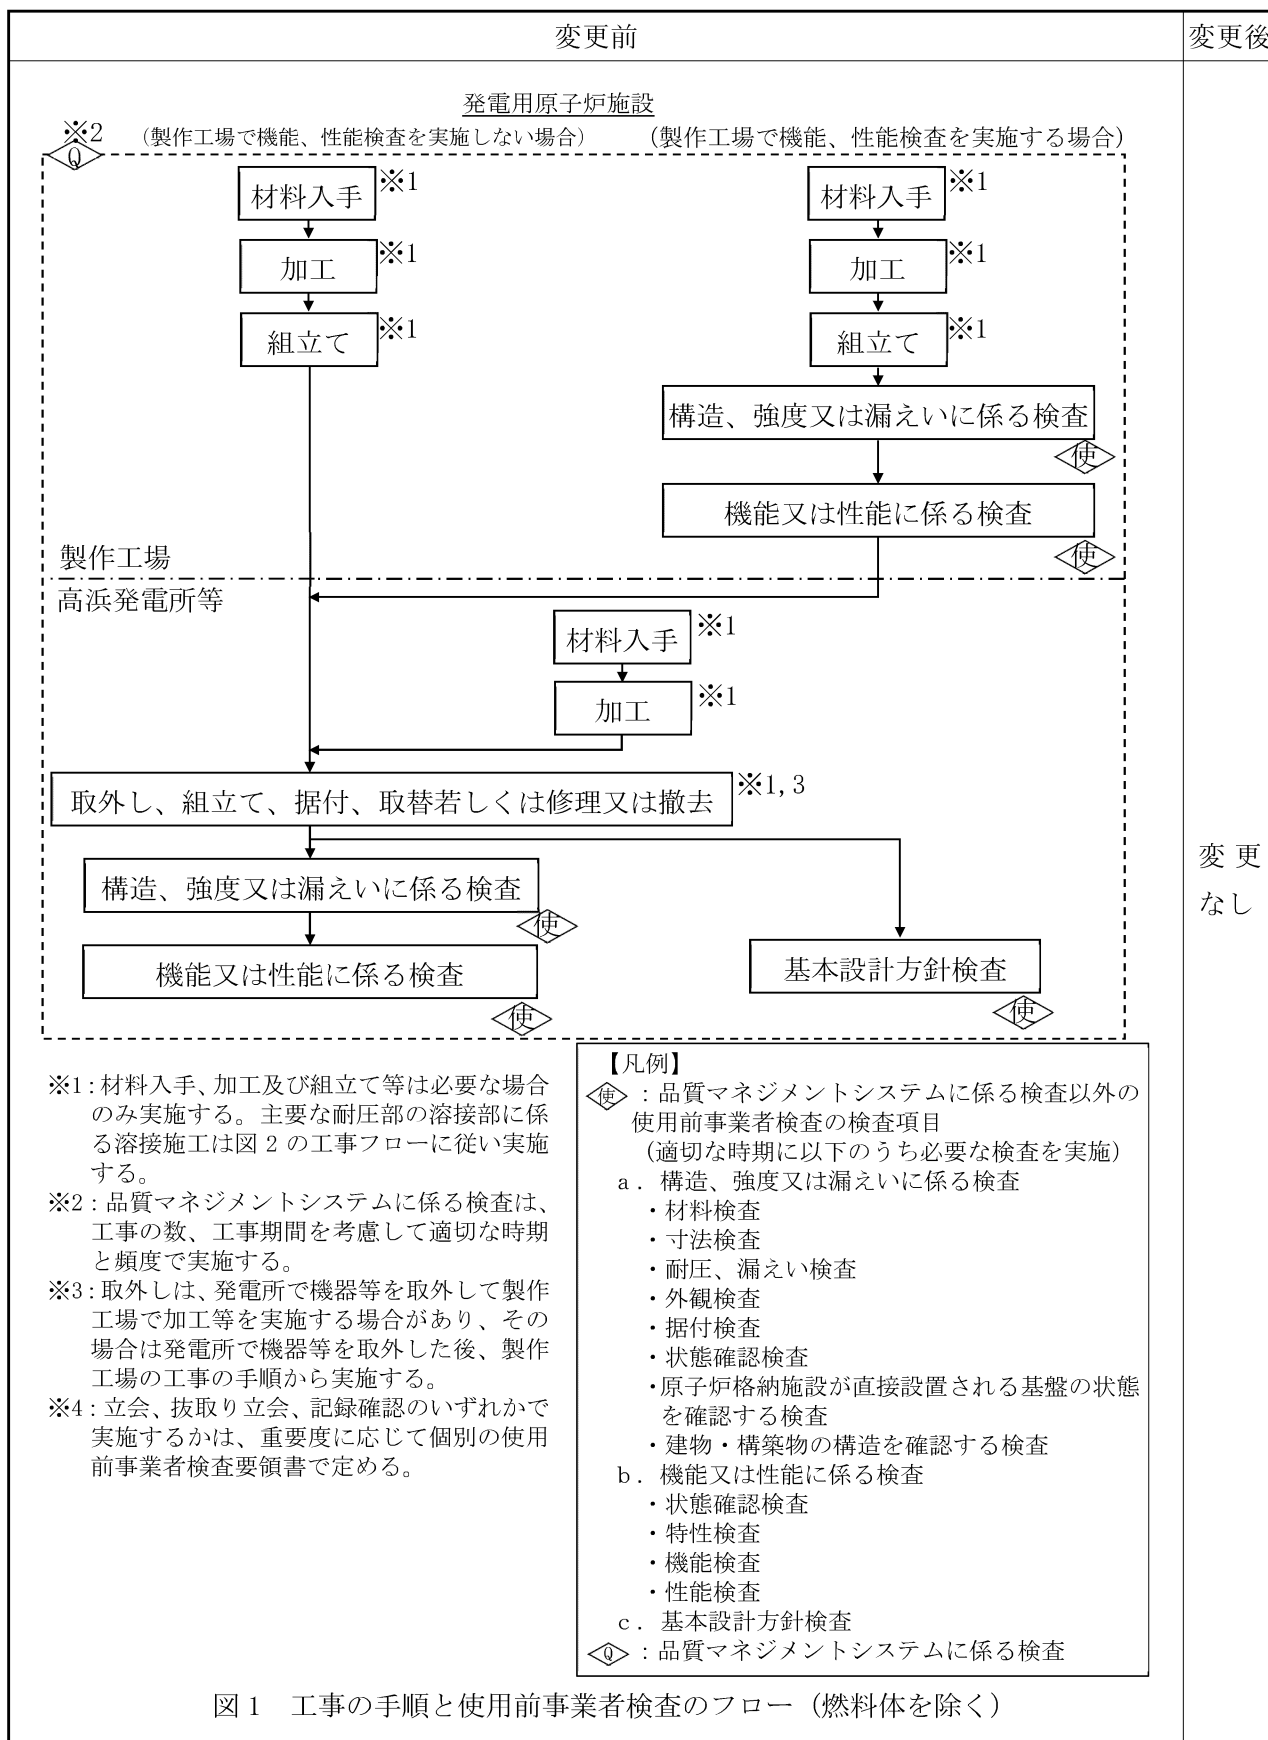 変更前
変更後
発電用原子炉施設
※2
(製作工場で機能、性能検査を実施しない場合)
(製作工場で機能、性能検査を実施する場合)
Q
材料入手
※1
材料入手
※1
加工
※1
加工
※1
組立て
※1
組立て
※1
構造、強度又は漏えいに係る検査
使
機能又は性能に係る検査
使
製作工場
高浜発電所等
材料入手
※1
加工
※1
取外し、組立て、据付、取替若しくは修理又は撤去
※1,3
構造、強度又は漏えいに係る検査
使
機能又は性能に係る検査
使
基本設計方針検査
使
変更
なし
※1:材料入手、加工及び組立て等は必要な場合
のみ実施する。主要な耐圧部の溶接部に係
る溶接施工は図2の工事フローに従い実施
する。
※2:品質マネジメントシステムに係る検査は、
工事の数、工事期間を考慮して適切な時期
と頻度で実施する。
※3:取外しは、発電所で機器等を取外して製作
工場で加工等を実施する場合があり、その
場合は発電所で機器等を取外した後、製作
工場の工事の手順から実施する。
※4:立会、抜取り立会、記録確認のいずれかで
実施するかは、重要度に応じて個別の使用
前事業者検査要領書で定める。
【凡例】
使:品質マネジメントシステムに係る検査以外の
使用前事業者検査の検査項目
(適切な時期に以下のうち必要な検査を実施)
a. 構造、強度又は漏えいに係る検査
・材料検査
・寸法検査
・耐圧、漏えい検査
・外観検査
・据付検査
・状態確認検査
・原子炉格納施設が直接設置される基盤の状態
を確認する検査
・建物・構築物の構造を確認する検査
b. 機能又は性能に係る検査
・状態確認検査
・特性検査
・機能検査
・性能検査
c. 基本設計方針検査
Q:品質マネジメントシステムに係る検査
図1 工事の手順と使用前事業者検査のフロー(燃料体を除く)